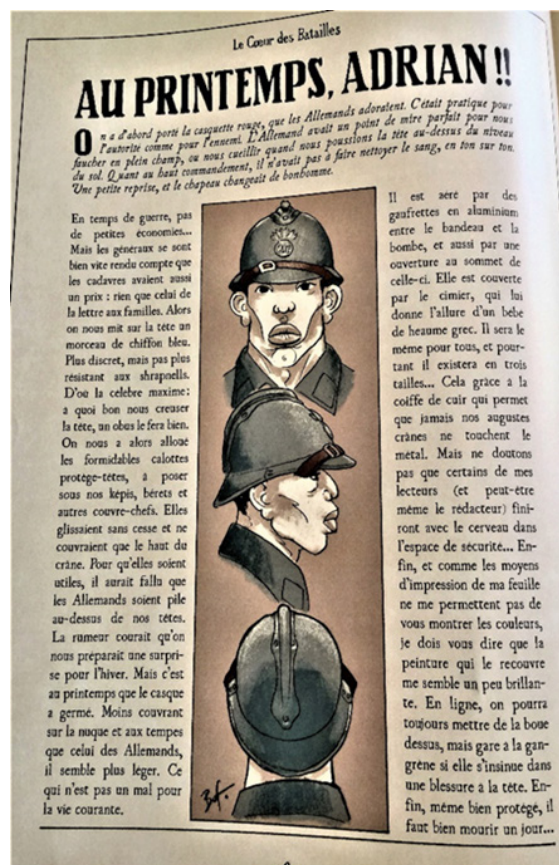 Le Cœur des Batailles
AU PRINTEMPS, ADRIAN !!
On a d'abord porté la casquette rouge, que les Allemands adoraient. C'était pratique pour
l'autorité comme pour l'ennemi. L'Allemand avait un point de mire parfait pour nous
faucher en plein champ, ou nous cueillir quand nous poussions la tête au-dessus du niveau
du sol. Quant au haut commandement, il n'avait pas à faire nettoyer le sang, en ton sur ton.
Une petite reprise, et le chapeau changeait de bonhomme.
En temps de guerre, pas
de petites économies...
Mais les généraux se sont
bien vite rendu compte que
les cadavres avaient aussi
un prix : rien que celui de
la lettre aux familles. Alors
on nous mit sur la tête un
morceau de chiffon bleu.
Plus discret, mais pas plus
résistant aux shrapnells.
D'où la célèbre maxime :
à quoi bon nous creuser
la tête, un obus le fera bien.
On nous a alors alloué
les formidables calottes
protège-têtes, à poser
sous nos képis, bérets et
autres couvre-chefs. Elles
glissaient sans cesse et ne
couvraient que le haut du
crâne. Pour qu'elles soient
utiles, il aurait fallu que
les Allemands soient pile
au-dessus de nos têtes.
La rumeur courait qu'on
nous préparait une surpri-
se pour l'hiver. Mais c'est
au printemps que le casque
a germé. Moins couvrant
sur la nuque et aux tempes
que celui des Allemands,
il semble plus léger. Ce
qui n'est pas un mal pour
la vie courante.
Il est aéré par des
gaufrettes en aluminium
entre le bandeau et la
bombe, et aussi par une
ouverture au sommet de
celle-ci. Elle est couverte
par le cimier, qui lui
donne l'allure d'un bébé
de heaume grec. Il sera le
même pour tous, et pour-
tant il existera en trois
tailles... Cela grâce à la
coiffe de cuir qui permet
que jamais nos augustes
crânes ne touchent le
métal. Mais ne doutons
pas que certains de mes
lecteurs (et peut-être
même le rédacteur) fini-
ront avec le cerveau dans
l'espace de sécurité... En-
fin, et comme les moyens
d'impression de ma feuille
ne me permettent pas de
vous montrer les couleurs,
je dois vous dire que la
peinture qui le recouvre
me semble un peu brillan-
te. En ligne, on pourra
toujours mettre de la boue
dessus, mais gare à la gan-
grène si elle s'insinue dans
une blessure à la tête. En-
fin, même bien protégé, il
faut bien mourir un jour...